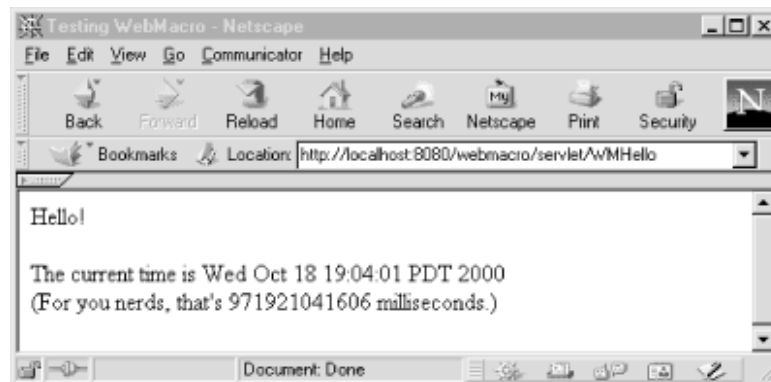 Testing WebMacro - Netscape
File Edit View Go Communicator Help
Back Forward Reload Home Search Netscape Print Security
My
N
Bookmarks Location: http://localhost:8080/webmacro/servlet/WMHello
Hello!
The current time is Wed Oct 18 19:04:01 PDT 2000
(For you nerds, that's 971921041606 milliseconds.)
Document: Done